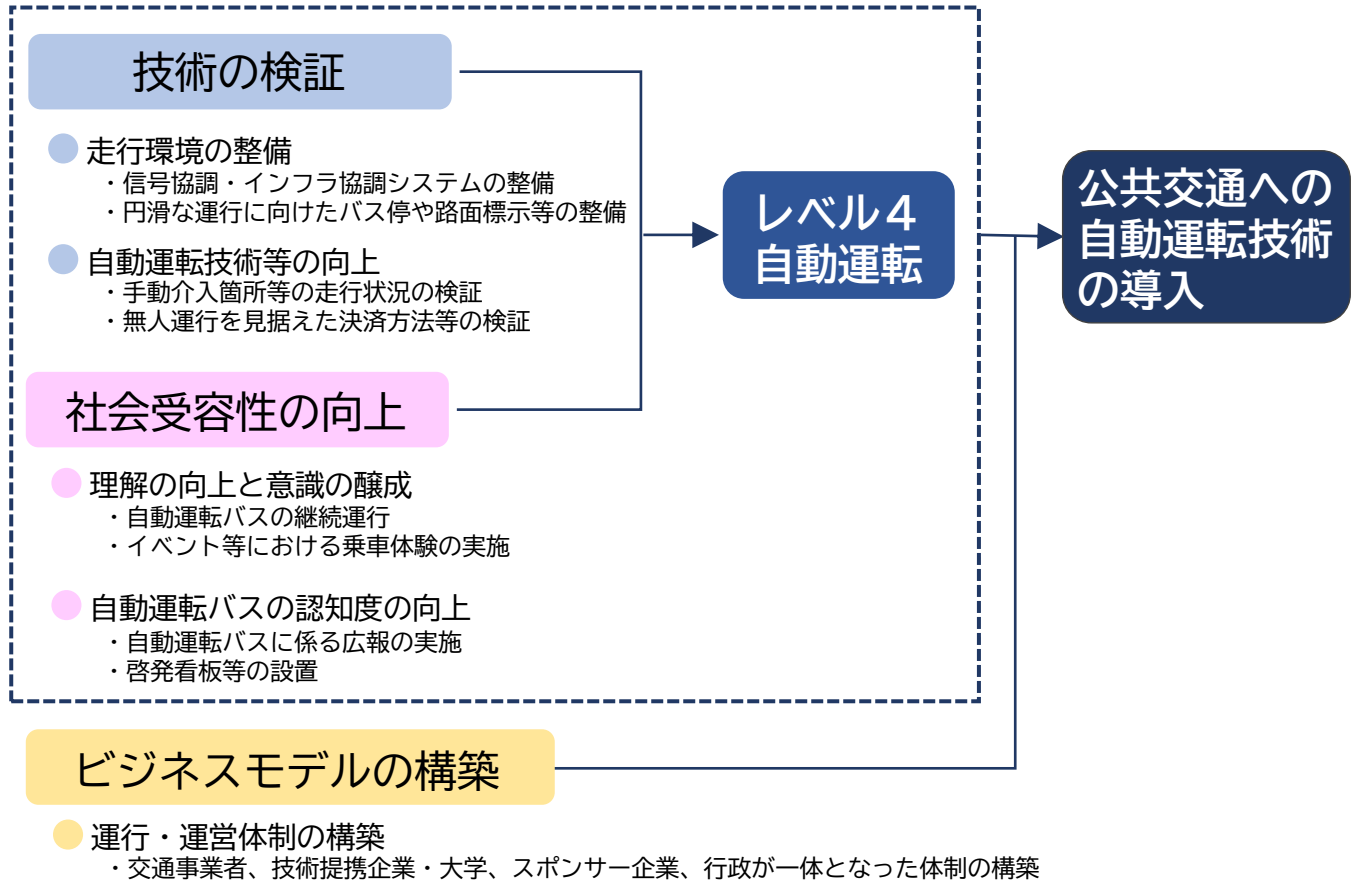 技術の検証
走行環境の整備
・信号協調・インフラ協調システムの整備
・円滑な運行に向けたバス停や路面標示等の整備
自動運転技術等の向上
・手動介入箇所等の走行状況の検証
・無人運行を見据えた決済方法等の検証
社会受容性の向上
理解の向上と意識の醸成
・自動運転バスの継続運行
・イベント等における乗車体験の実施
自動運転バスの認知度の向上
・自動運転バスに係る広報の実施
・啓発看板等の設置
レベル４
自動運転
公共交通への
自動運転技術
の導入
ビジネスモデルの構築
運行・運営体制の構築
・交通事業者、技術提携企業・大学、スポンサー企業、行政が一体となった体制の構築